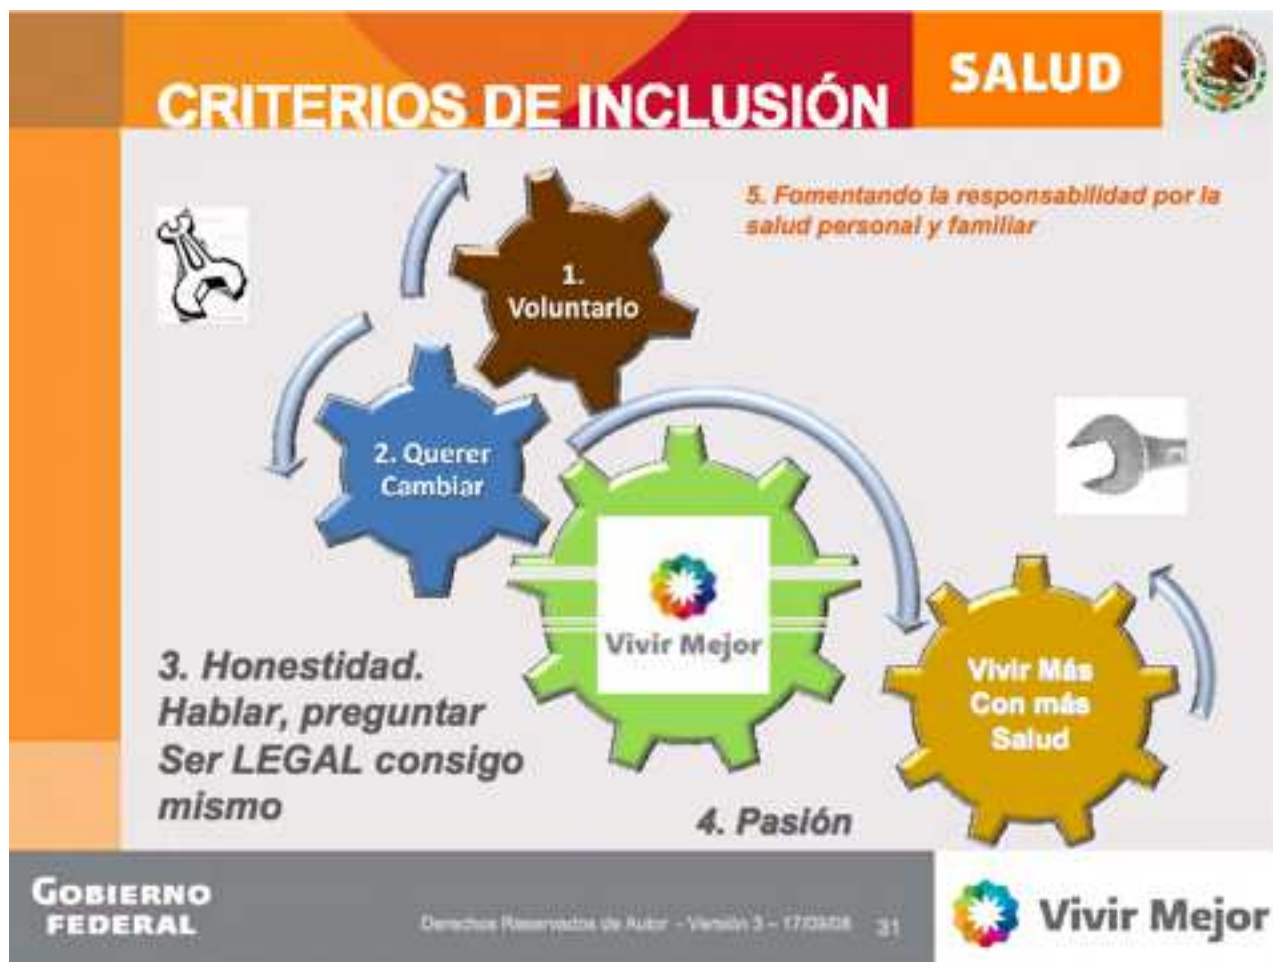 CRITERIOS DE INCLUSIÓN
SALUD
5. Fomentando la responsabilidad por la
salud personal y familiar
1.
Voluntario
2. Querer
Cambiar
Vivir Mejor
3. Honestidad.
Hablar, preguntar
Ser LEGAL consigo
mismo
Vivir Más
Con más
Salud
4. Pasión
GOBIERNO
FEDERAL
Derechos Reservados de Autor - Versión 3 –
31
Vivir Mejor